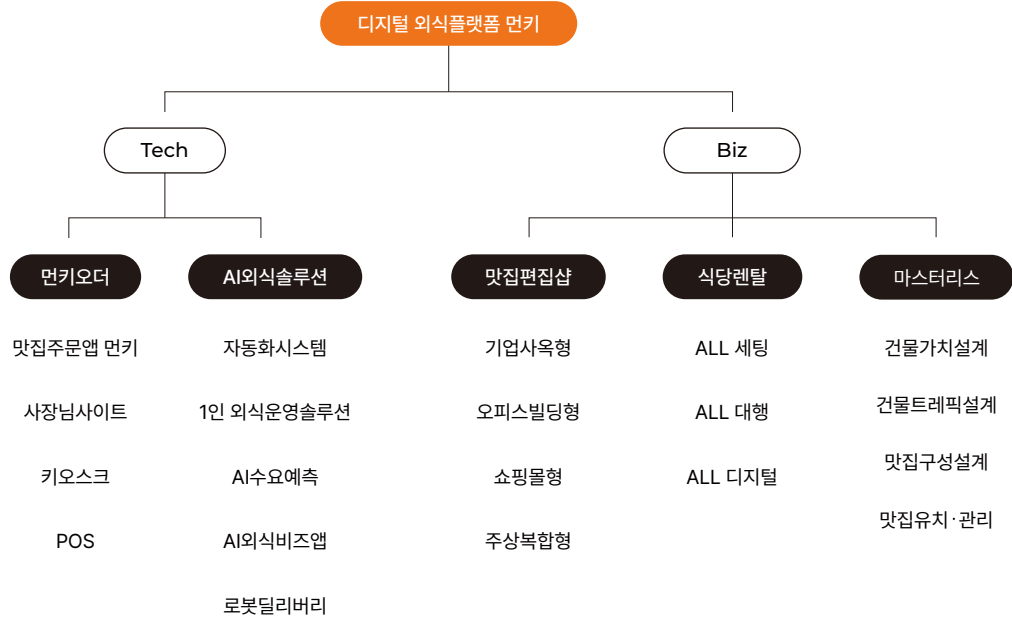 디지털 외식플랫폼 먼키
Tech
Biz
먼키오더
AI외식솔루션
맛집편집샵
식당렌탈
마스터리스
맛집주문앱 먼키
사장님사이트
키오스크
POS
자동화시스템
1인 외식운영솔루션
AI수요예측
AI외식비즈앱
로봇딜리버리
기업사옥형
오피스빌딩형
쇼핑몰형
주상복합형
ALL 세팅
ALL 대행
ALL 디지털
건물가치설계
건물트레픽설계
맛집구성설계
맛집유치·관리